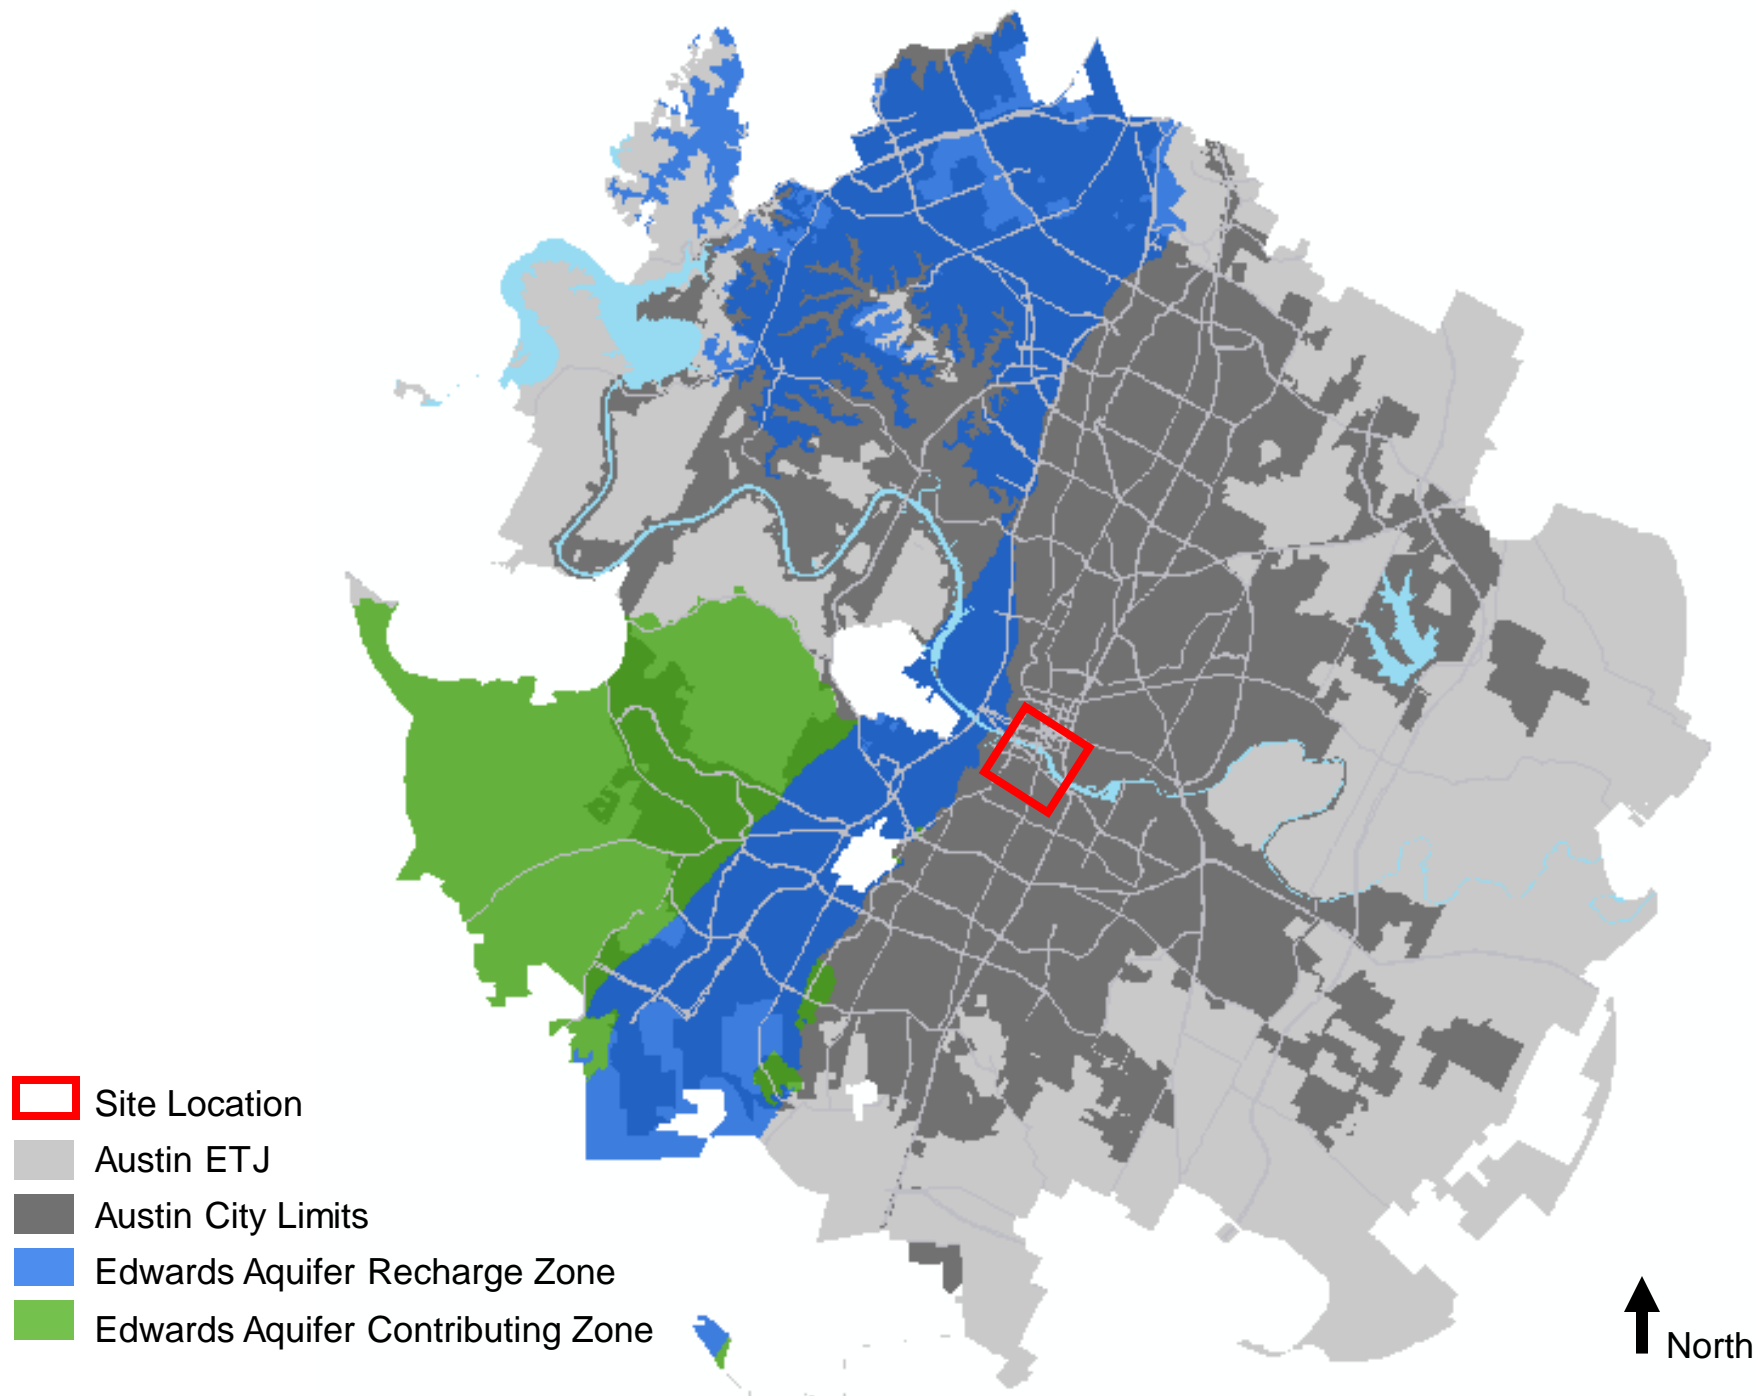 Site Location
Austin ETJ
Austin City Limits
Edwards Aquifer Recharge Zone
Edwards Aquifer Contributing Zone
North